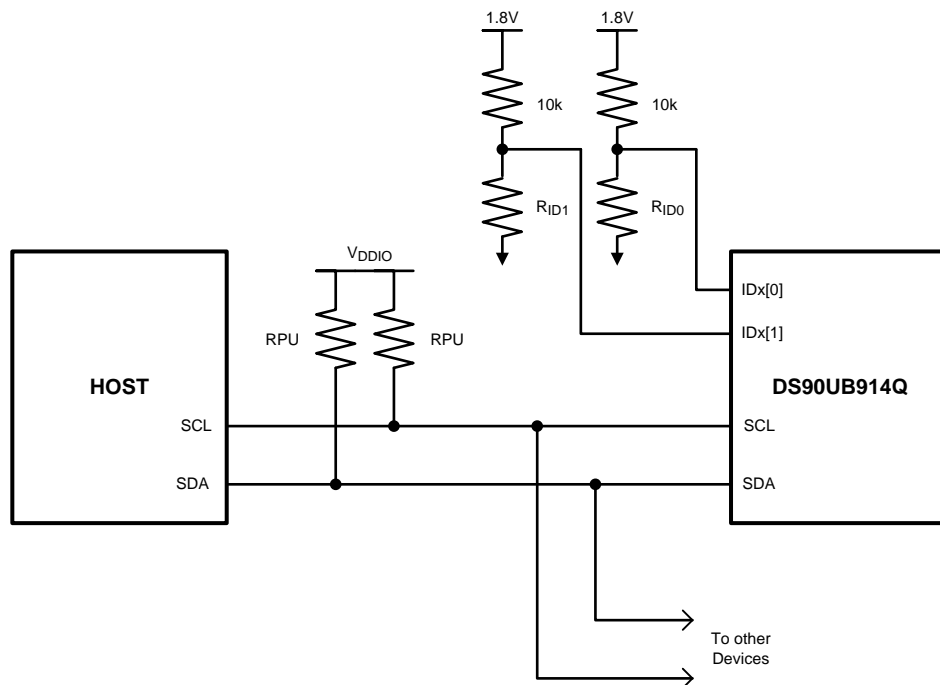 1.8V
1.8V
10k
10k
RID1
RID0
VDDIO
IDx[0]
RPU
RPU
IDx[1]
HOST
DS90UB914Q
SCL
SCL
SDA
SDA
To other
Devices